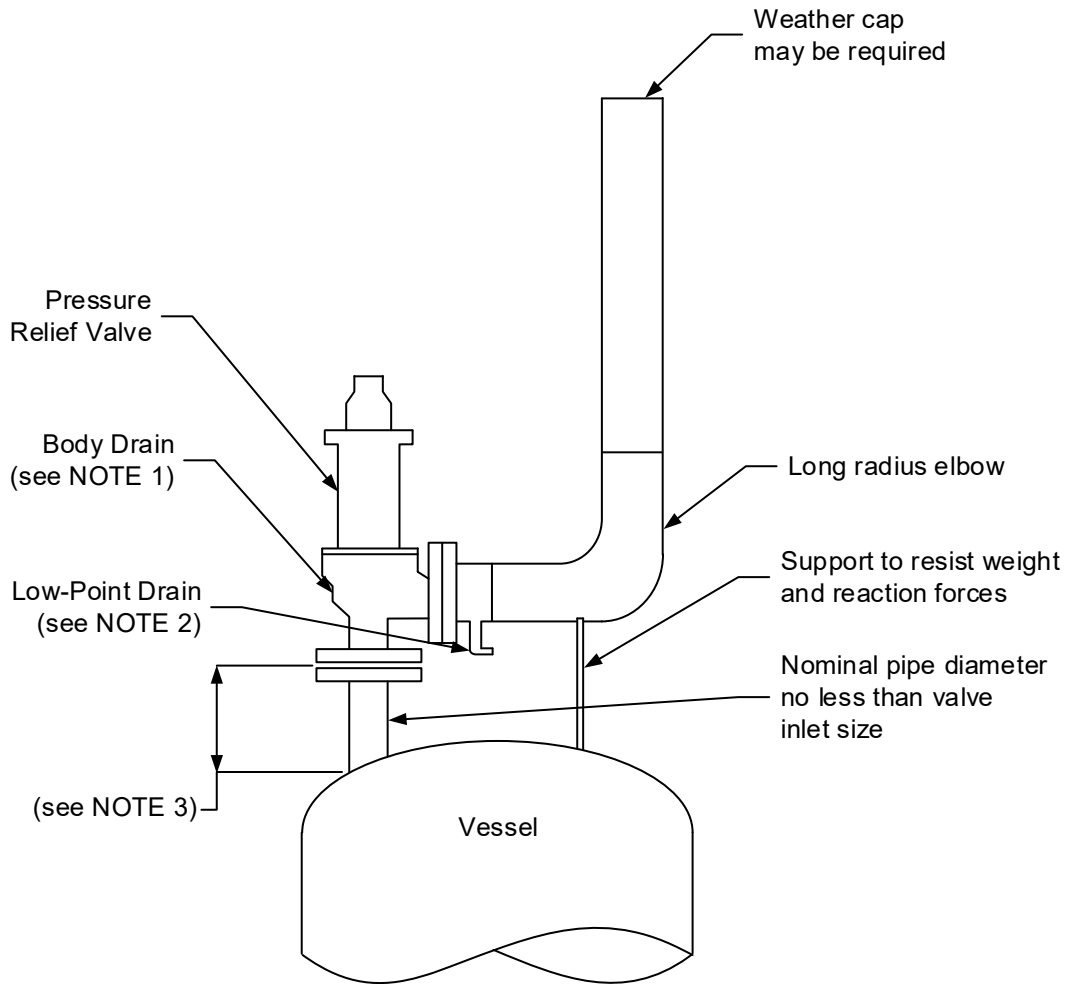 Weather cap
may be required
Pressure
Relief Valve
Body Drain
(see NOTE 1)
Long radius elbow
Low-Point Drain
(see NOTE 2)
Support to resist weight
and reaction forces
Nominal pipe diameter
no less than valve
inlet size
(see NOTE 3)
Vessel